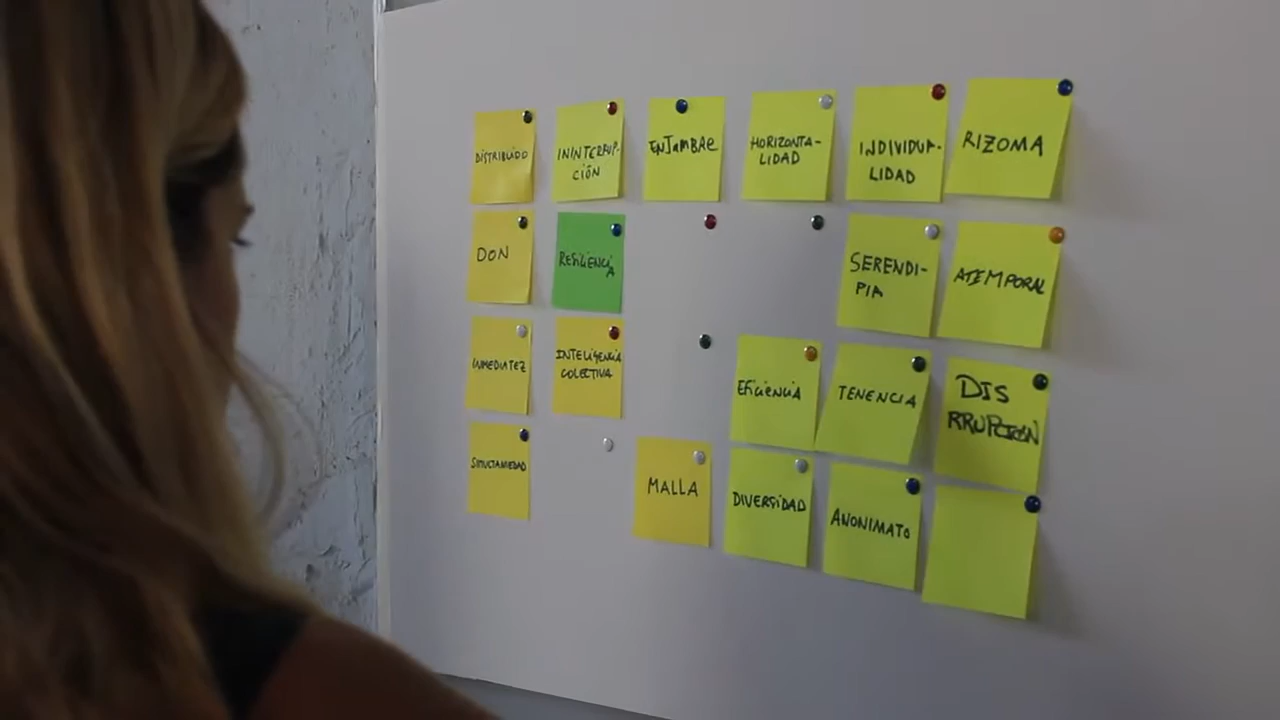 DISTRIBUIDO
ININTERRUP-
CIÓN
ENJAMBRE
HORIZONTA-
LIDAD
INDIVIDUA-
LIDAD
RIZOMA
DON
RESILIENCIA
SERENDI-
PIA
ATEMPORAL
INMEDIATEZ
INTELIGENCIA
COLECTIVA
EFICIENCIA
TENENCIA
DIS
RRUPCIÓN
SIMULTANEIDAD
MALLA
DIVERSIDAD
ANONIMATO